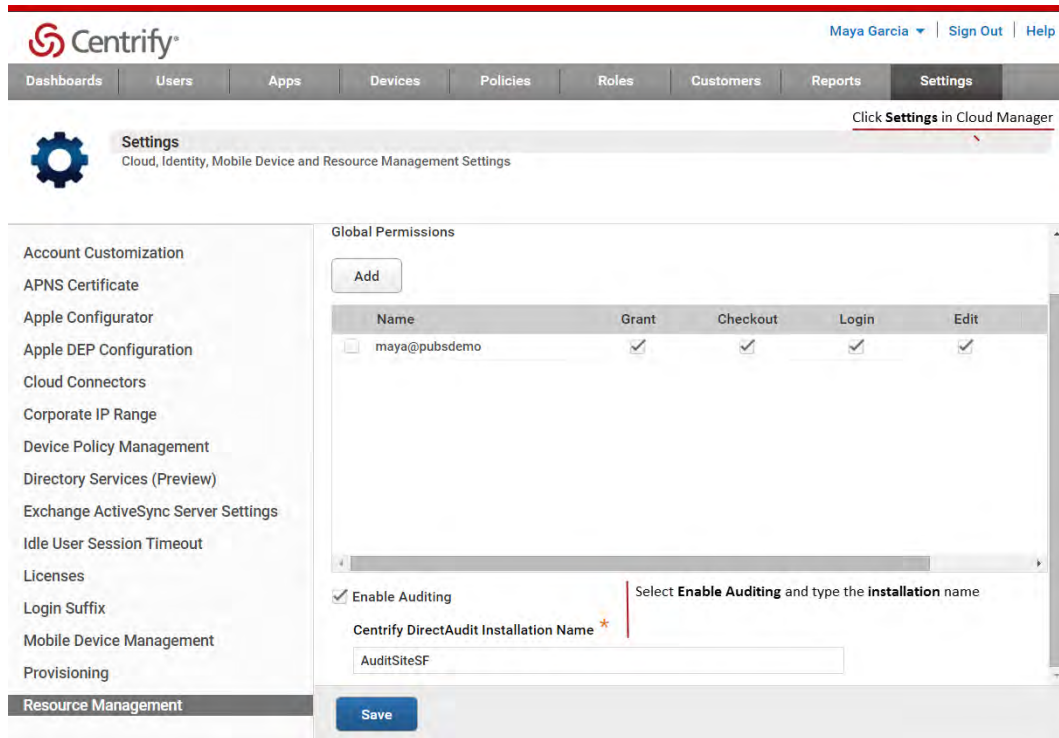 Centrify
Maya Garcia Sign Out Help
Dashboards Users Apps Devices Policies Roles Customers Reports Settings
Click Settings in Cloud Manager
Settings
Cloud, Identity, Mobile Device and Resource Management Settings
Account Customization
APNS Certificate
Apple Configurator
Apple DEP Configuration
Cloud Connectors
Corporate IP Range
Device Policy Management
Directory Services (Preview)
Exchange ActiveSync Server Settings
Idle User Session Timeout
Licenses
Login Suffix
Mobile Device Management
Provisioning
Resource Management
Global Permissions
Add
Name Grant Checkout Login Edit
maya@pubsdemo
Enable Auditing
Select Enable Auditing and type the installation name
Centrify DirectAudit Installation Name *
AuditSiteSF
Save